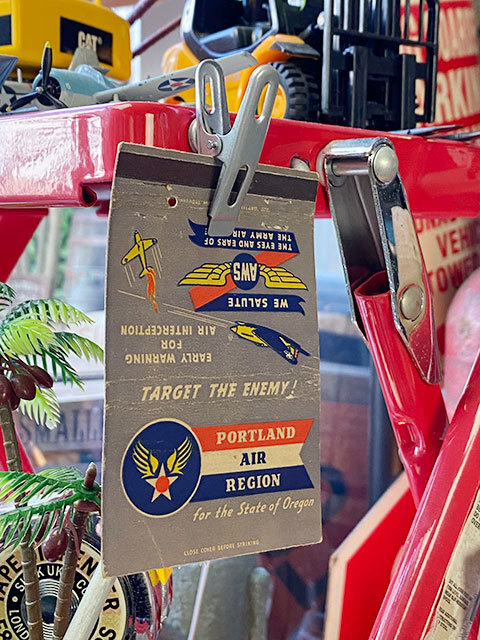 CAT
THE EYES AND EARS OF
THE ARMY AIR
AWS
WE SALUTE
EARLY WARNING
FOR
AIR INTERCEPTION
TARGET THE ENEMY!
PORTLAND
AIR
REGION
for the State of Oregon
CLOSE COVER BEFORE STRIKING
SMALL